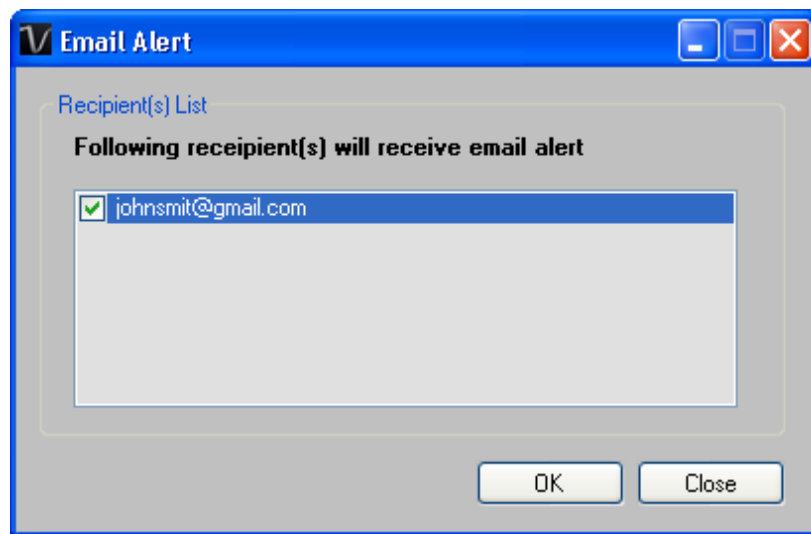 Email Alert
Recipient(s) List
Following receipient(s) will receive email alert
johnsmit@gmail.com
OK
Close